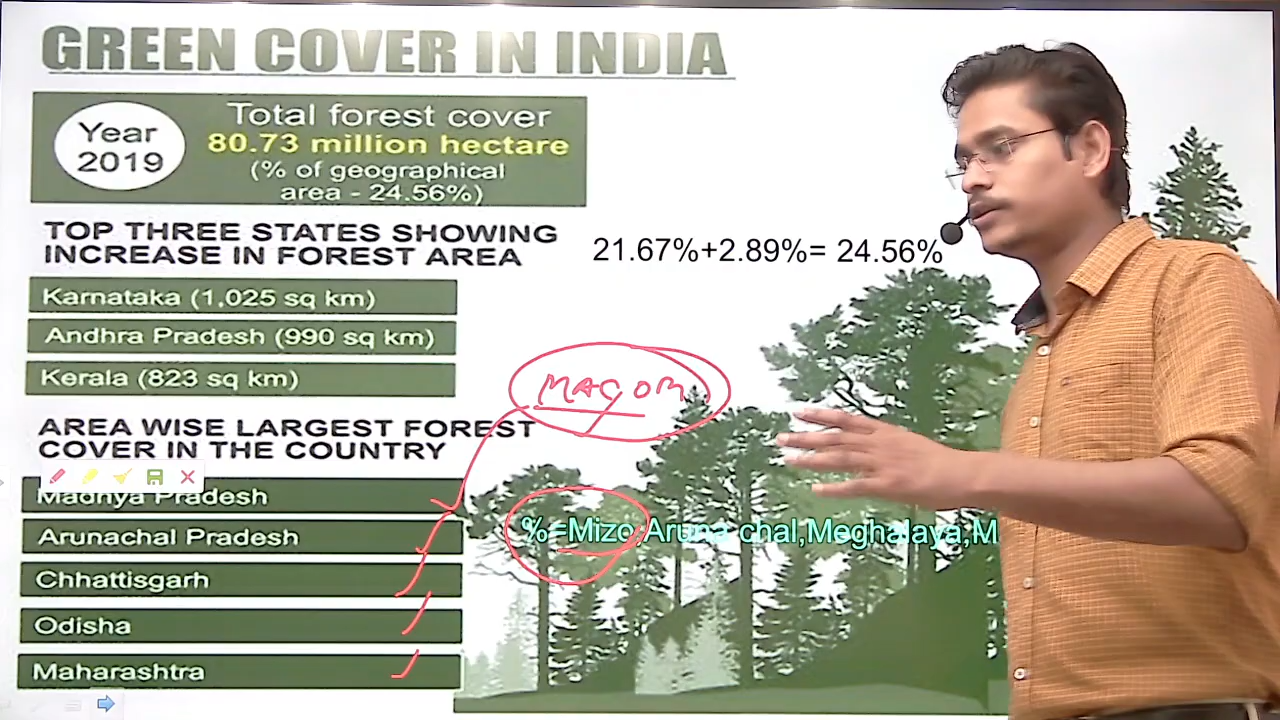 GREEN COVER IN INDIA
Year
2019
Total forest cover
80.73 million hectare
(% of geographical
area - 24.56%)
TOP THREE STATES SHOWING
INCREASE IN FOREST AREA
21.67%+2.89%= 24.56%
Karnataka (1,025 sq km)
Andhra Pradesh (990 sq km)
Kerala (823 sq km)
MACOM
AREA WISE LARGEST FOREST
COVER IN THE COUNTRY
Madhya Pradesh
Arunachal Pradesh
%=Mizo,Aruna chal,Meghalaya,M
Chhattisgarh
Odisha
Maharashtra